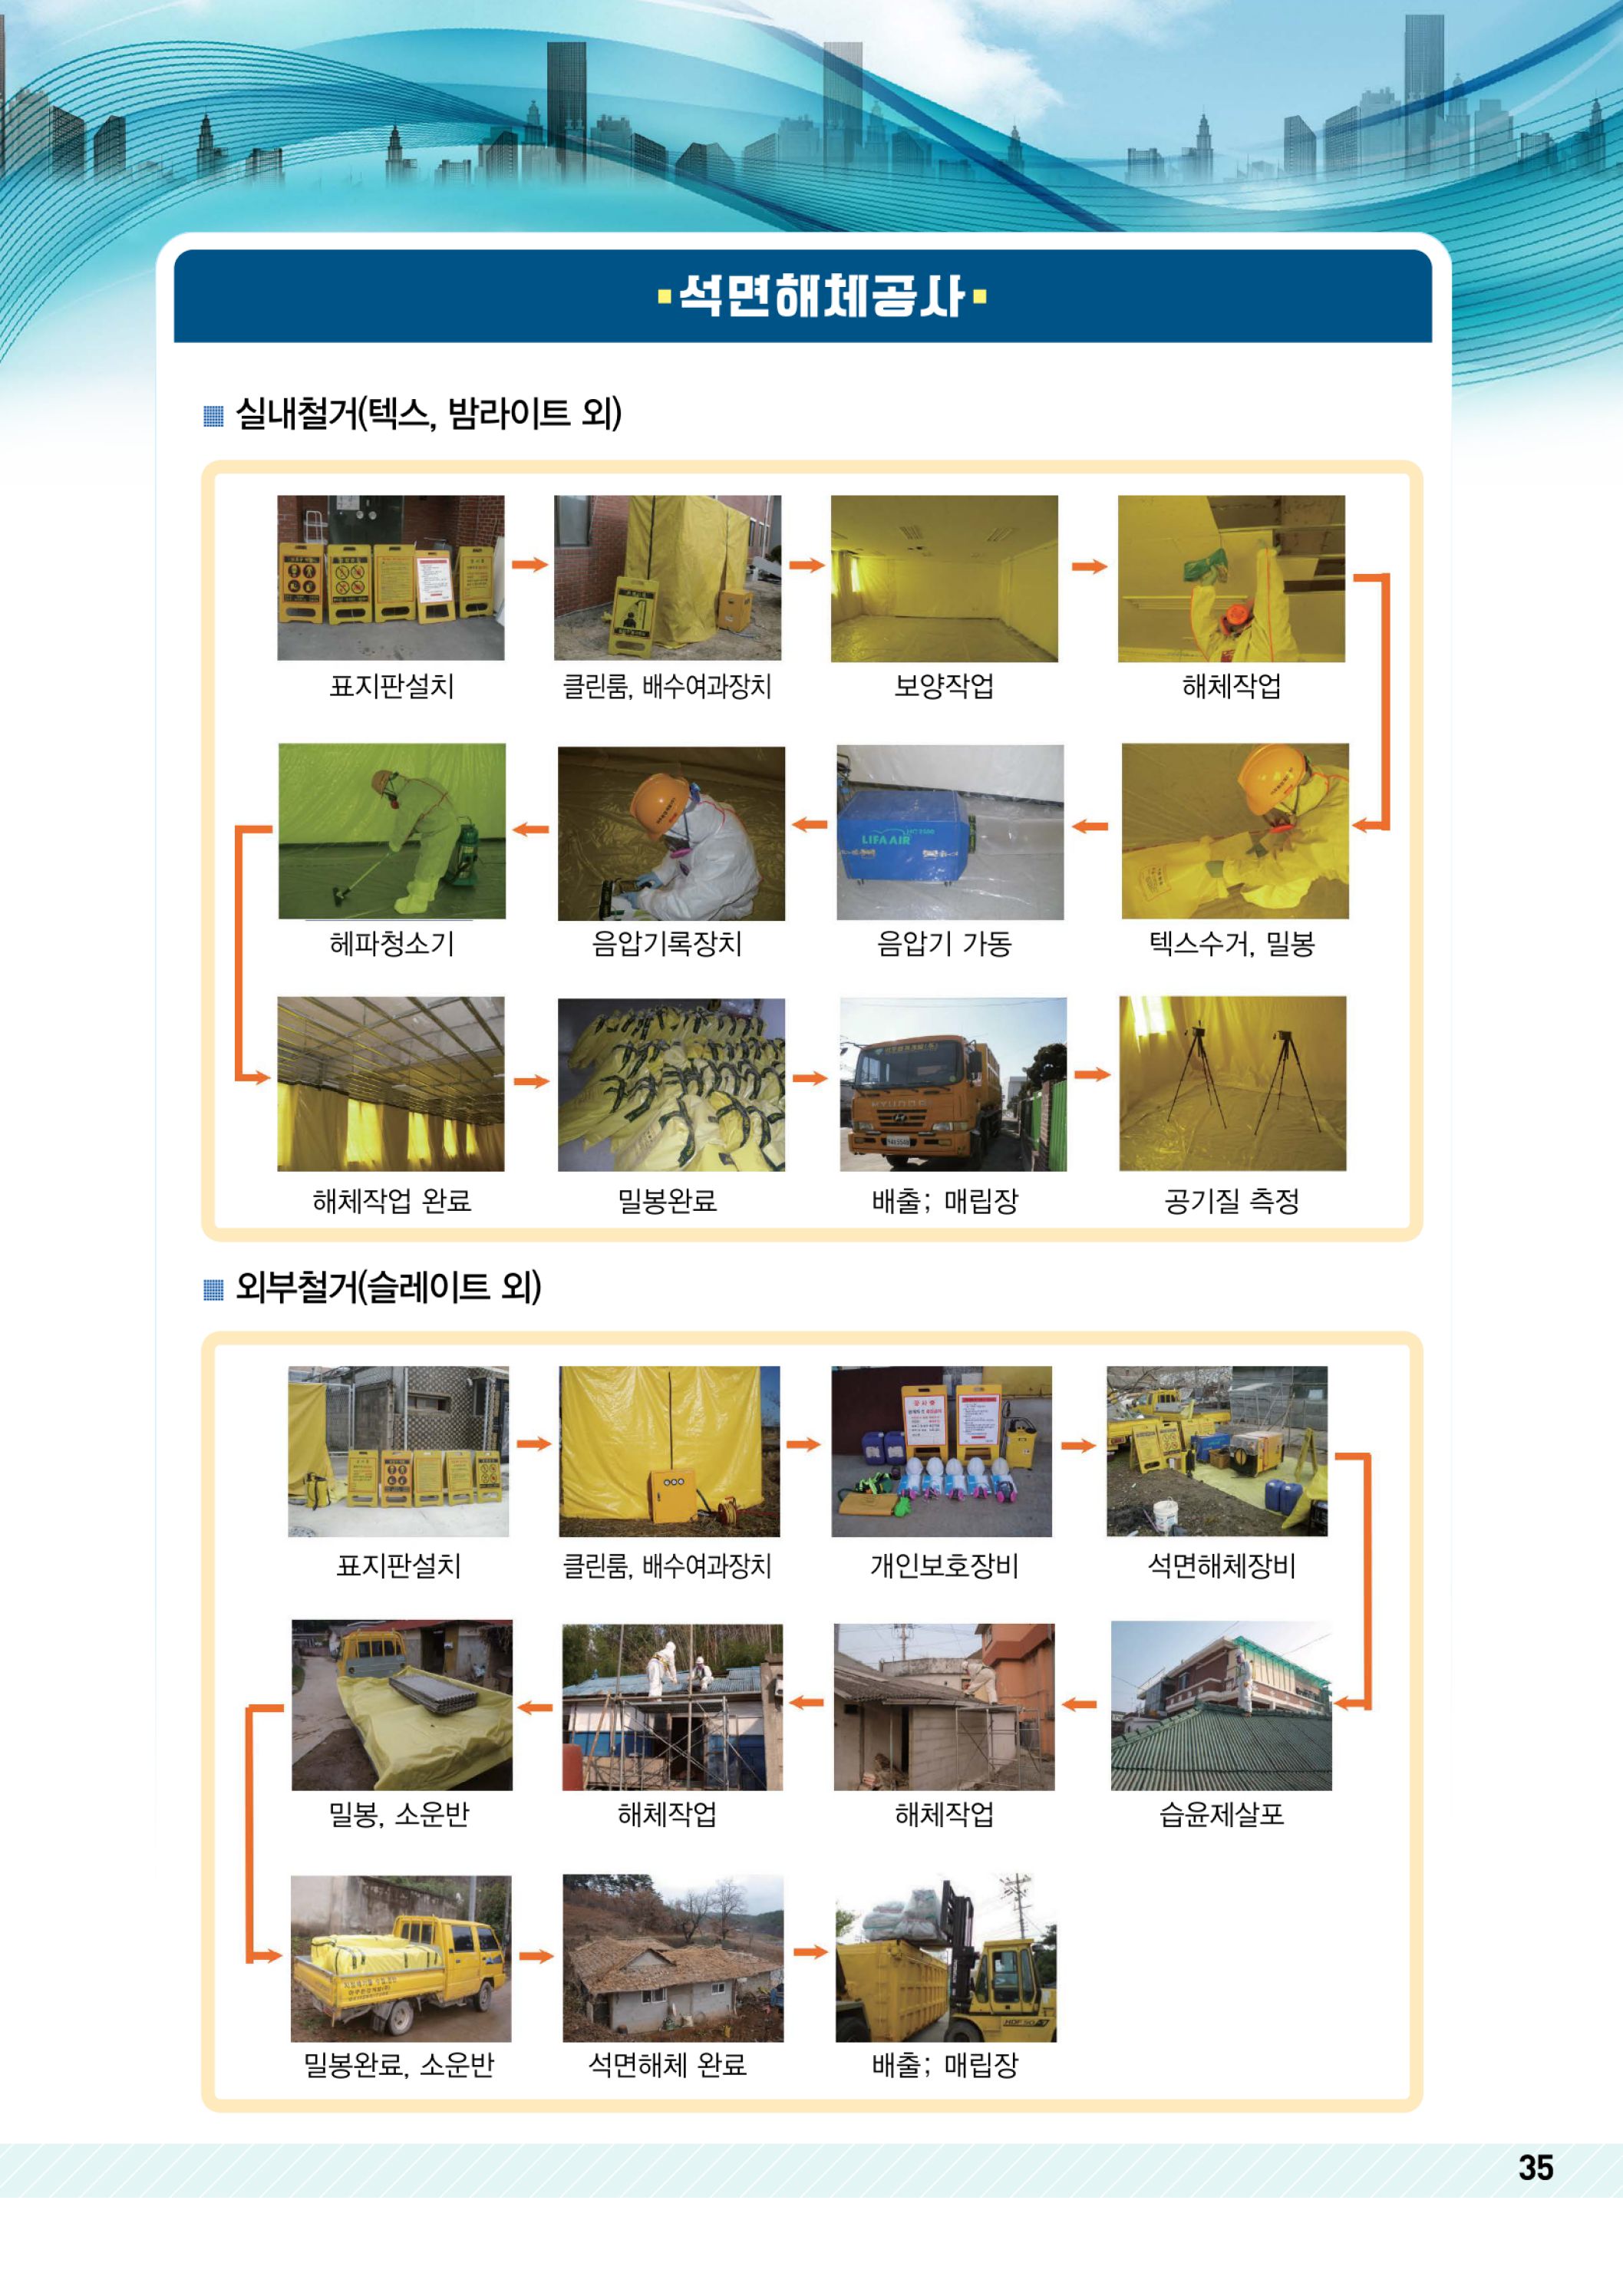 석면해체공사
실내철거(텍스, 밤라이트 외)
표지판설치
클린룸, 배수여과장치
보양작업
해체작업
LIFA AIR
헤파청소기
음압기록장치
음압기 가동
텍스수거, 밀봉
HYUNDAI
해체작업 완료
밀봉완료
배출; 매립장
공기질 측정
외부철거(슬레이트 외)
표지판설치
클린룸, 배수여과장치
개인보호장비
석면해체장비
밀봉, 소운반
해체작업
해체작업
습윤제살포
밀봉완료, 소운반
석면해체 완료
배출; 매립장
35